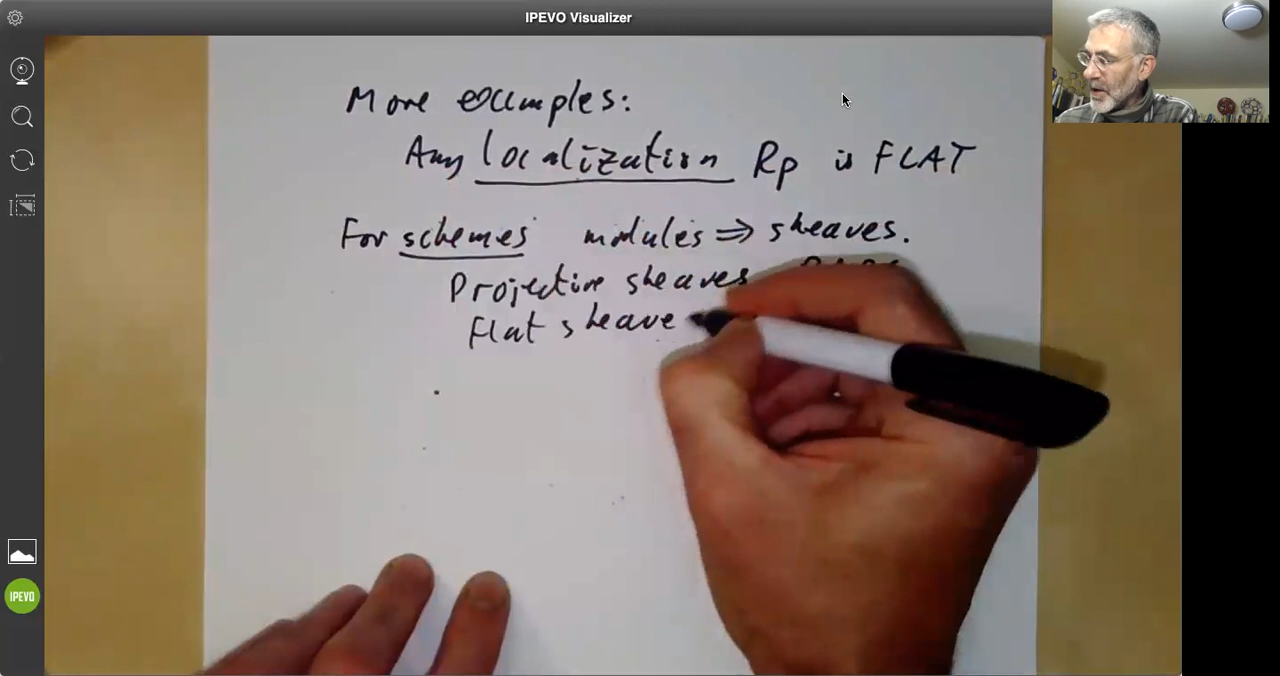 IPEVO Visualizer
More examples:
Any localization Rp is FLAT
For schemes modules ⇒ sheaves.
Projective sheaves
Flat sheave
IPEVO